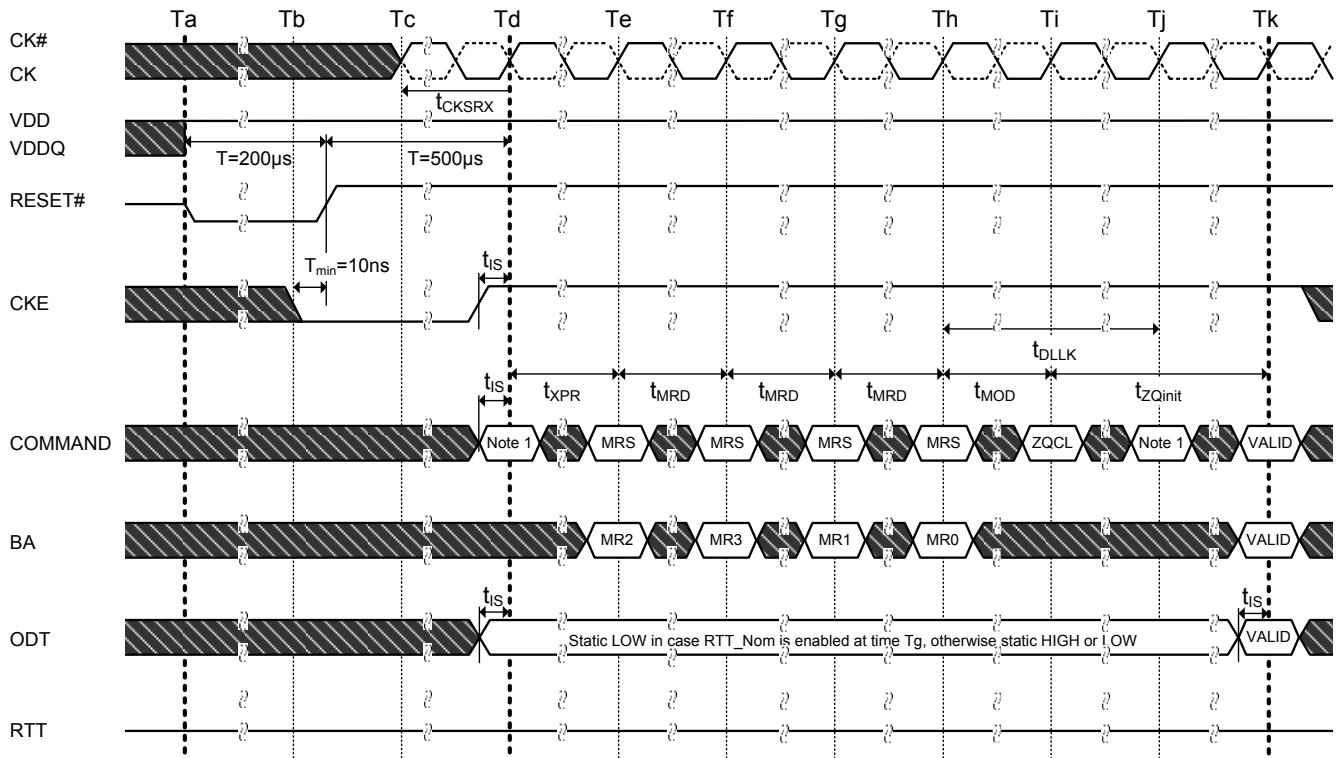 Ta Tb Tc Td Te Tf Tg Th Ti Tj Tk
CK#
CK
tCKSRX
VDD
VDDQ
T=200µs T=500µs
RESET#
Tmin=10ns
tIS
CKE
tDLLK
tIS tXPR tMRD tMRD tMRD tMOD tZQinit
COMMAND Note 1 MRS MRS MRS MRS ZQCL Note 1 VALID
BA MR2 MR3 MR1 MR0 VALID
tIS tIS
ODT Static LOW in case RTT_Nom is enabled at time Tg, otherwise static HIGH or LOW VALID
RTT